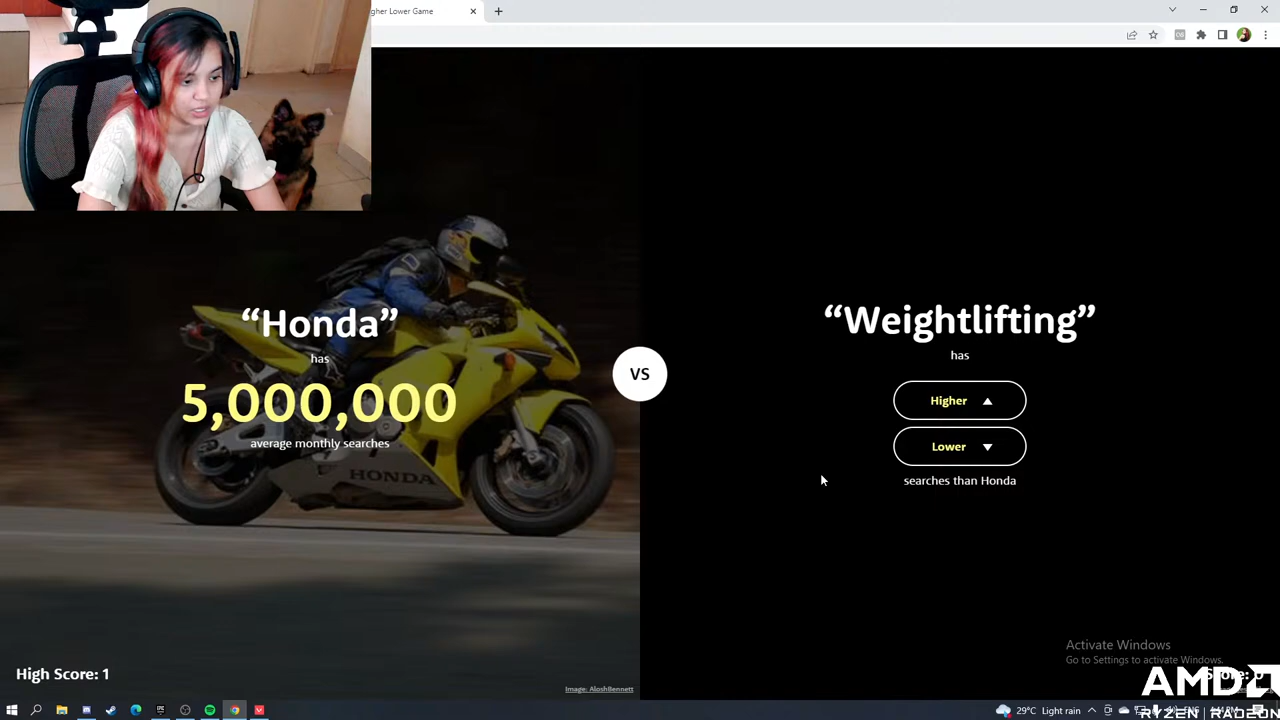 gher Lower Game
“Honda”
has
5,000,000
average monthly searches
HONDA
VS
“Weightlifting”
has
Higher
Lower
searches than Honda
High Score: 1
Image: AloshBennett
Activate Windows
Go to Settings to activate Windows.
AMD
RYZEN RADEON
29°C Light rain